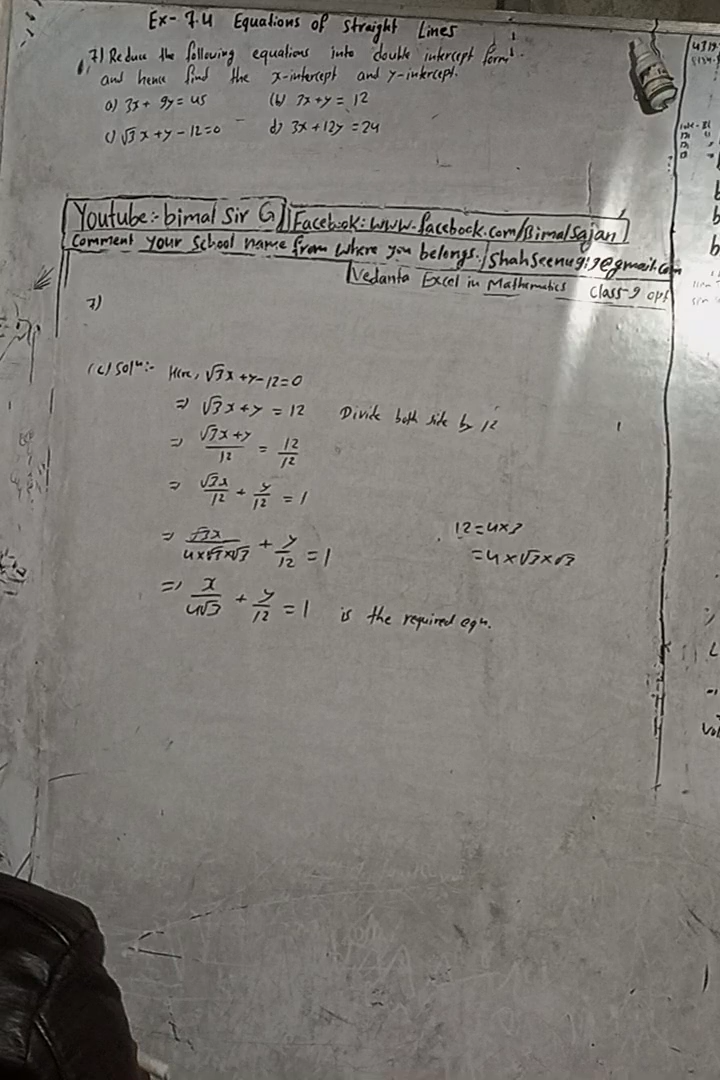 Ex- 7.4 Equations of Straight Lines
7) Reduce the following equations into double intercept form
and hence find the x-intercept and y-intercept.
a) 3x + 9y = 45 (b) 3x + y = 12
c) √3 x + y - 12 = 0 d) 3x + 12y = 24
Youtube:- bimal Sir G
Facebook: www.facebook.com/Bimalsajan
Comment your School name from where you belongs.
Vedanta Excel in Mathematics Class-9 opt
7)
(c) Solⁿ:- Here, √3 x + y - 12 = 0
⇒ √3 x + y = 12 Divide both side by 12
⇒ √3x + y / 12 = 12/12
⇒ √3x/12 + y/12 = 1
⇒ √3x / 4×√3×√3 + y/12 = 1
12 = 4×3
= 4×√3×√3
⇒ x/4√3 + y/12 = 1 is the required eqn.